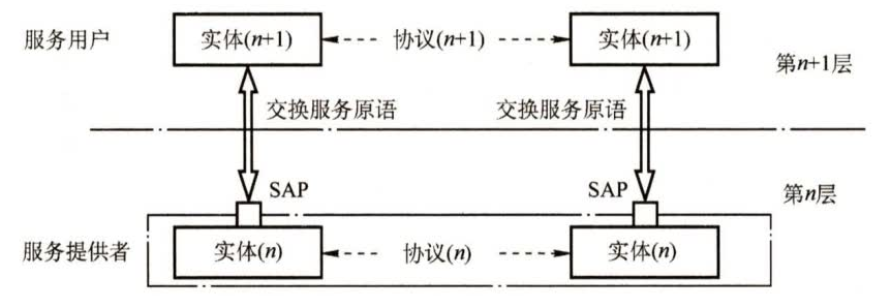 服务用户 实体(n+1) 协议(n+1) 实体(n+1)
第n+1层
交换服务原语 交换服务原语
SAP SAP
第n层
服务提供者 实体(n) 协议(n) 实体(n)